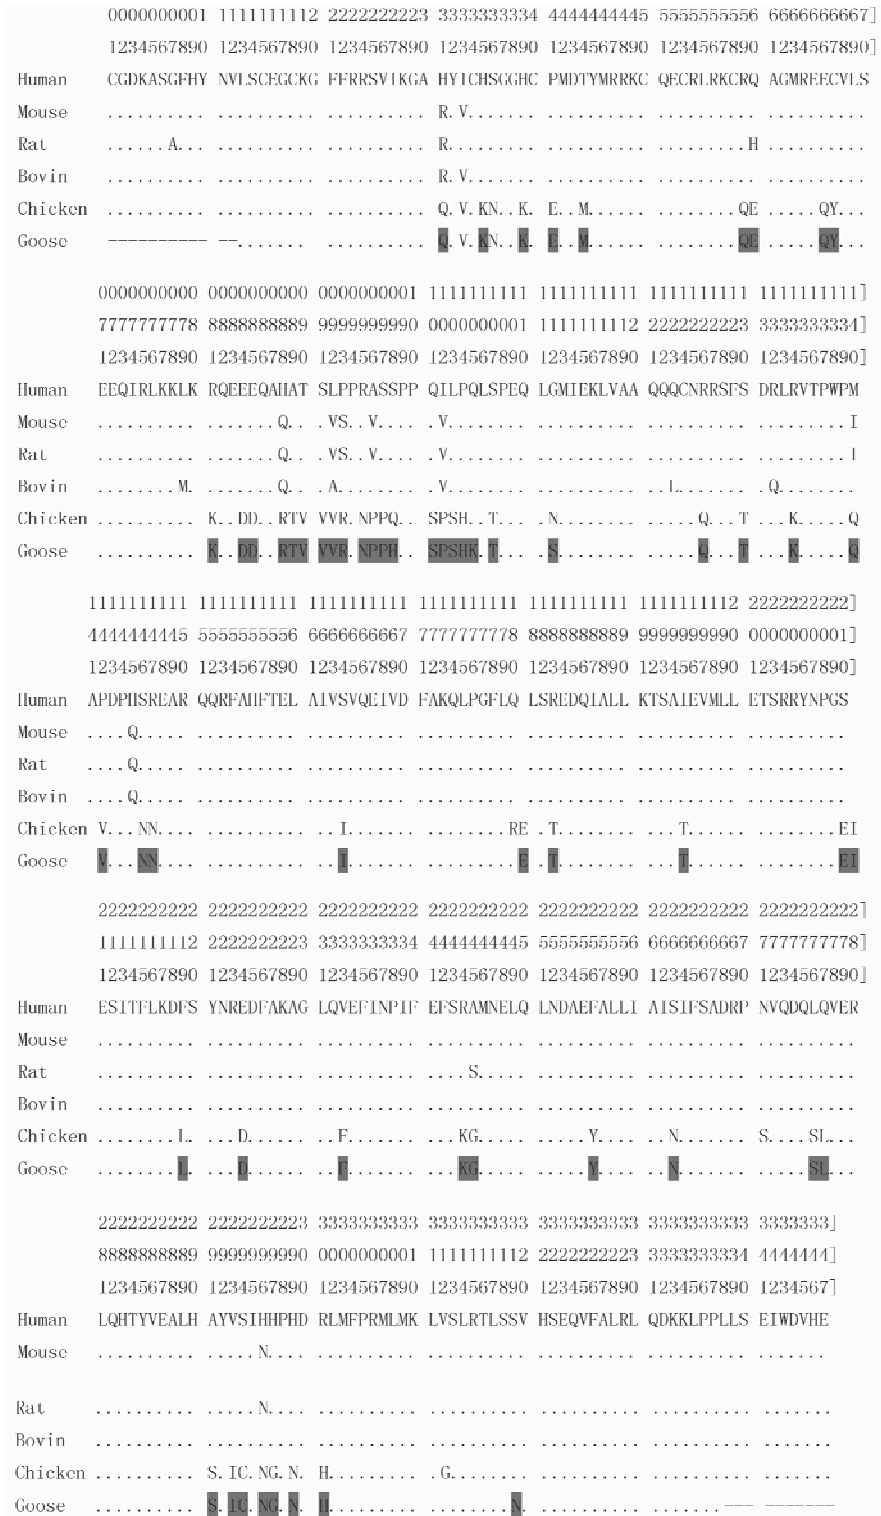 0000000001 1111111112 2222222223 3333333334 4444444445 5555555556 6666666667]
1234567890 1234567890 1234567890 1234567890 1234567890 1234567890 1234567890]
Human CGDKASGFHY NVLSCEGCKG FFRRSVIKGA HYICHSGGHC PMDTYMRRKC QECRLRKCRQ AGMREECVLS
Mouse .......... .......... .......... R.V....... .......... .......... ..........
Rat ......A... .......... .......... R......... .......... .........H ..........
Bovin .......... .......... .......... R.V....... .......... .......... ..........
Chicken .......... .......... .......... Q.V.KN..K. E..M...... ........QE .....QY...
Goose ---------- --........ .......... Q.V.KN..K. E..M...... ........QE .....QY...
0000000000 0000000000 0000000001 1111111111 1111111111 1111111111 1111111111]
7777777778 8888888889 9999999990 0000000001 1111111112 2222222223 3333333334]
1234567890 1234567890 1234567890 1234567890 1234567890 1234567890 1234567890]
Human EEQIRLKKLK RQEEEQAHAT SLPPRASSPP QILPQLSPEQ LGMIEKLVAA QQQCNRRSFS DRLRVTPWPM
Mouse .......... .......Q.. .VS..V.... .V........ .......... .......... .........I
Rat .......... .......Q.. .VS..V.... .V........ .......... .......... .........I
Bovin ........M. .......Q.. .A........ .V........ .......... ..L....... .Q........
Chicken .......... K..DD..RTV VVR.NPPQ.. SPSH..T... .N........ .....Q...T ....K....Q
Goose .......... K..DD..RTV VVR.NPPH.. SPSHK.T... .S........ .....Q...T ....K....Q
1111111111 1111111111 1111111111 1111111111 1111111111 1111111112 2222222222]
4444444445 5555555556 6666666667 7777777778 8888888889 9999999990 0000000001]
1234567890 1234567890 1234567890 1234567890 1234567890 1234567890 1234567890]
Human APDPHSREAR QQRFAHFTEL AIVSVQEIVD FAKQLPGFLQ LSREDQIALL KTSAIEVMLL ETSRRYNPGS
Mouse ....Q..... .......... .......... .......... .......... .......... ..........
Rat ....Q..... .......... .......... .......... .......... .......... ..........
Bovin ....Q..... .......... .......... .......... .......... .......... ..........
Chicken V...NN.... .......... ...I...... .........RE .T........ ....T..... .........EI
Goose V...NN.... .......... ...I...... ..........E .T........ ....T..... .........EI
2222222222 2222222222 2222222222 2222222222 2222222222 2222222222 2222222222]
1111111112 2222222223 3333333334 4444444445 5555555556 6666666667 7777777778]
1234567890 1234567890 1234567890 1234567890 1234567890 1234567890 1234567890]
Human ESITFLKDFS YNREDFAKAG LQVEFINPIF EFSRAMNELQ LNDAEFALLI AISIFSADRP NVQDQLQVER
Mouse .......... .......... .......... .......... .......... .......... ..........
Rat .......... .......... .......... ....S..... .......... .......... ..........
Bovin .......... .......... .......... .......... .......... .......... ..........
Chicken ........L. ...D...... ..F....... ...KG..... .....Y.... ..N....... S....SL...
Goose ........L. ...D...... ..F....... ...KG..... .....Y.... ..N....... .....SL...
2222222222 2222222223 3333333333 3333333333 3333333333 3333333333 3333333]
8888888889 9999999990 0000000001 1111111112 2222222223 3333333334 4444444]
1234567890 1234567890 1234567890 1234567890 1234567890 1234567890 1234567]
Human LQHTYVEALH AYVSIHHPHD RLMFPRMLMK LVSLRTLSSV HSEQVFALRL QDKKLPPLLS EIWDVHE
Mouse .......... .....N.... .......... .......... .......... .......... .......
Rat .......... .....N.... .......... .......... .......... .......... .......
Bovin .......... .......... .......... .......... .......... .......... .......
Chicken .......... S.IC.NG.N. H......... .G........ .......... .......... .......
Goose .......... S.IC.NG.N. H......... ........N. .......... .......--- -------